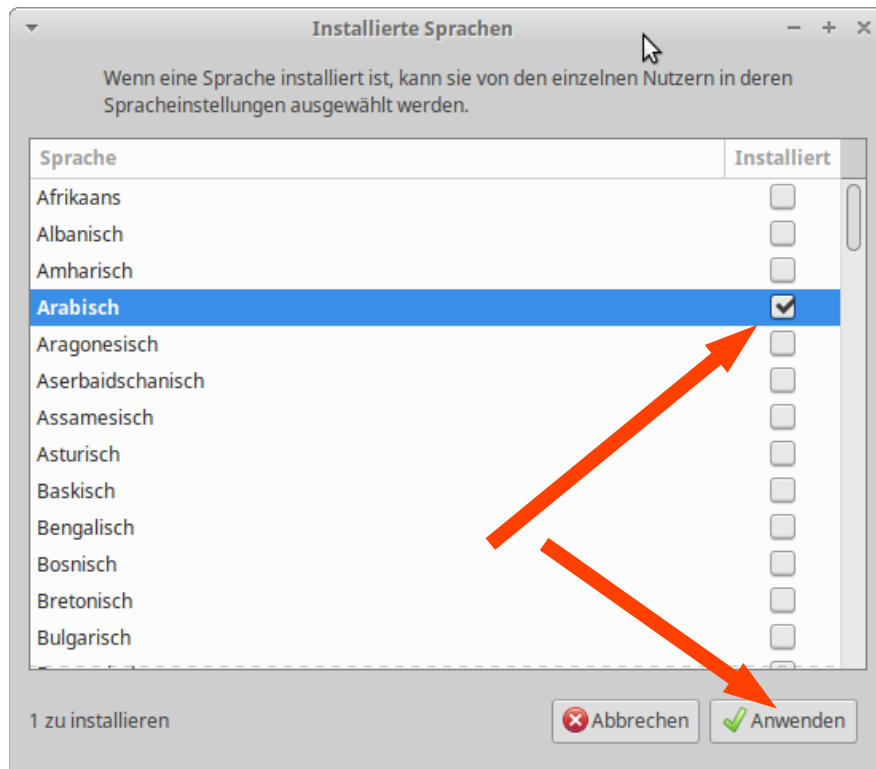 Installierte Sprachen
Wenn eine Sprache installiert ist, kann sie von den einzelnen Nutzern in deren
Spracheinstellungen ausgewählt werden.
Sprache Installiert
Afrikaans
Albanisch
Amharisch
Arabisch
Aragonesisch
Aserbaidschanisch
Assamesisch
Asturisch
Baskisch
Bengalisch
Bosnisch
Bretonisch
Bulgarisch
1 zu installieren Abbrechen Anwenden